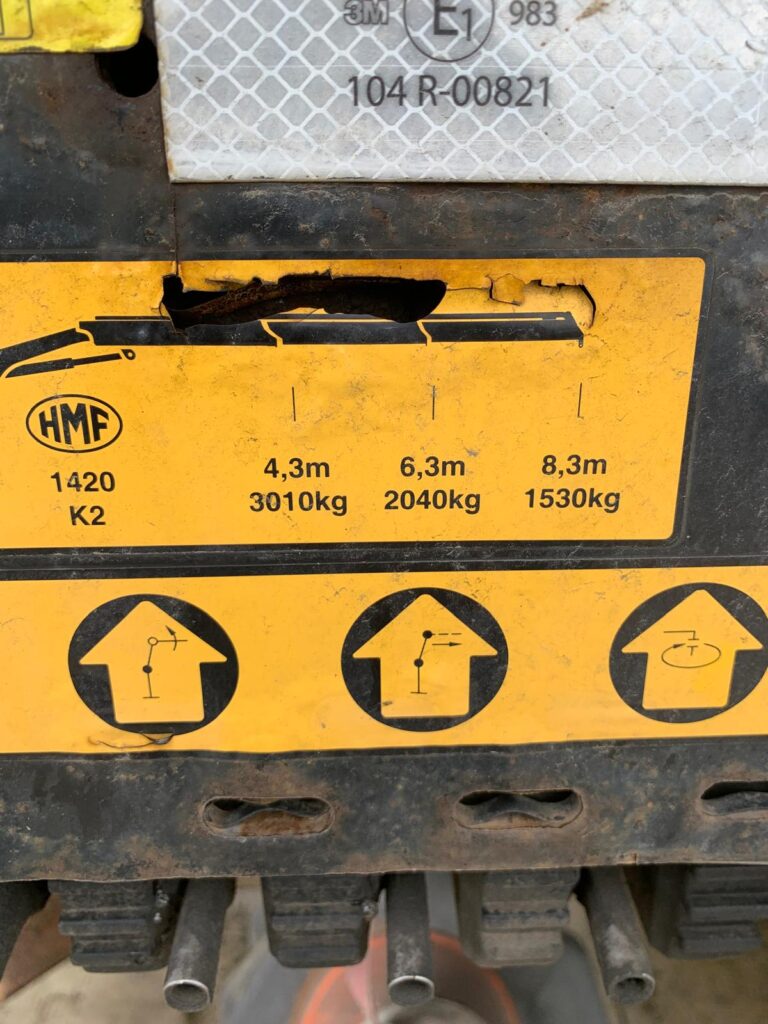 3M E1 983
104 R-00821
HMF
1420
K2
4,3m 6,3m 8,3m
3010kg 2040kg 1530kg
T